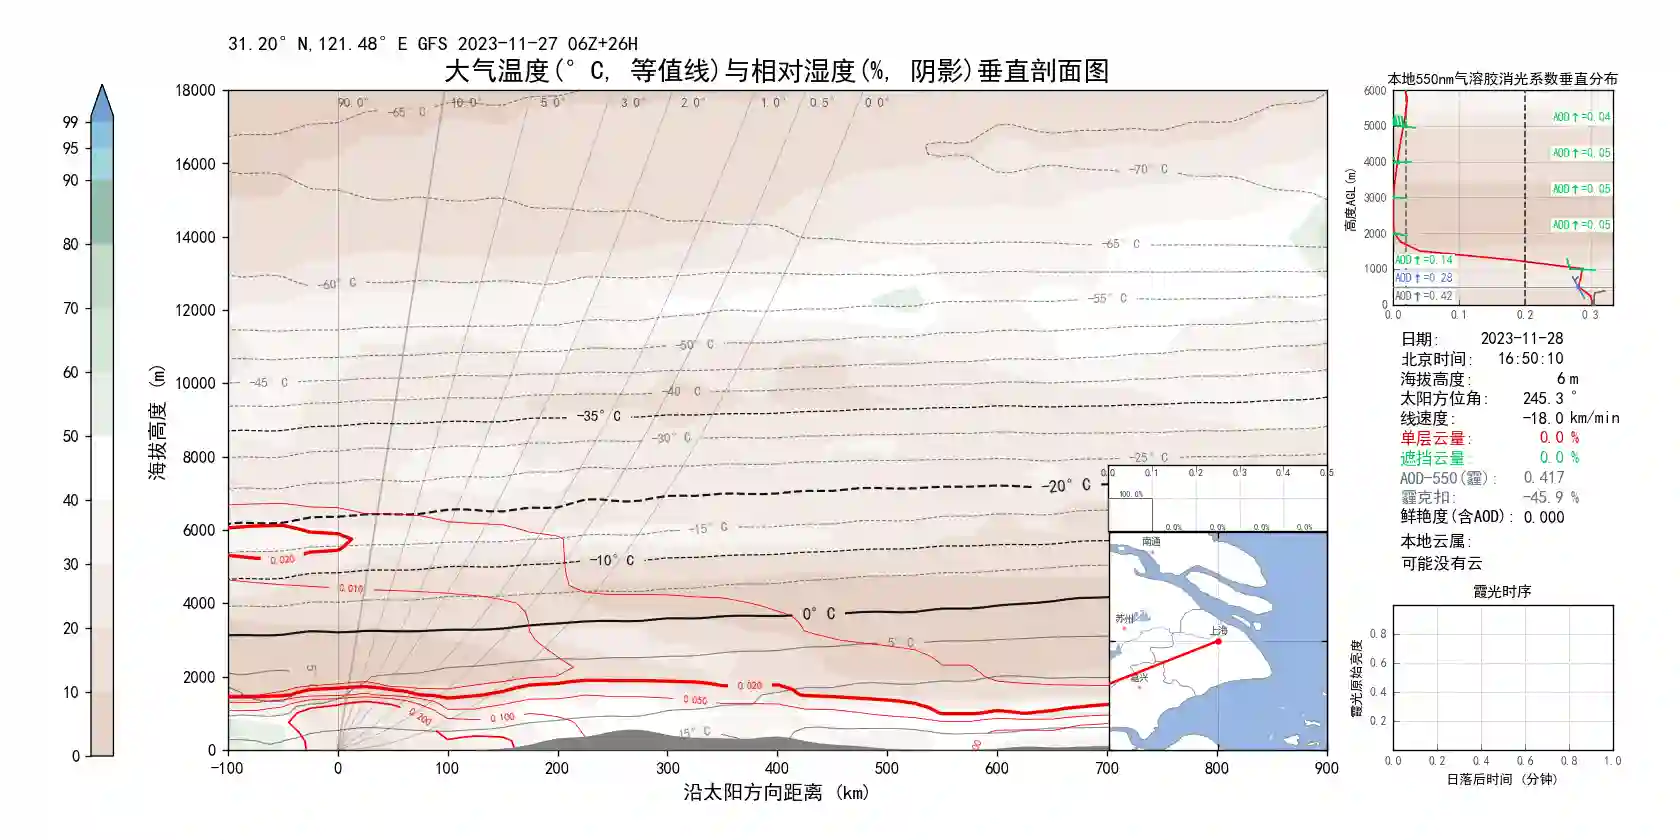 31.20° N,121.48° E GFS 2023-11-27 06Z+26H
大气温度(° C, 等值线)与相对湿度(%, 阴影)垂直剖面图
99
95
90
80
70
60
50
40
30
20
10
0
海拔高度 (m)
18000
16000
14000
12000
10000
8000
6000
4000
2000
0
-100
0
100
200
300
400
500
600
700
800
900
沿太阳方向距离 (km)
90.0°
10.0°
5.0°
3.0°
2.0°
1.0°
0.5°
0.0°
-65° C
-70° C
-65° C
-60° C
-55° C
-50° C
-45 C
-40 C
-35° C
-30° C
-25° C
-20° C
-15° C
-10° C
0° C
5° C
5
15° C
0.020
0.010
0.020
0.050
0.200
0.100
0.0
0.1
0.2
0.3
0.4
0.5
100.0%
0.0%
0.0%
0.0%
0.0%
南通
苏州
上海
嘉兴
本地550nm气溶胶消光系数垂直分布
高度AGL(m)
6000
5000
4000
3000
2000
1000
0
AOD↑=0.04
AOD↑=0.05
AOD↑=0.05
AOD↑=0.05
AOD↑=0.14
AOD↑=0.28
AOD↑=0.42
0.0
0.1
0.2
0.3
日期: 2023-11-28
北京时间: 16:50:10
海拔高度: 6 m
太阳方位角: 245.3 °
线速度: -18.0 km/min
单层云量: 0.0 %
遮挡云量: 0.0 %
AOD-550(霾): 0.417
霾克扣: -45.9 %
鲜艳度(含AOD): 0.000
本地云属:
可能没有云
霞光时序
霞光原始亮度
0.8
0.6
0.4
0.2
0.0
0.2
0.4
0.6
0.8
1.0
日落后时间 (分钟)